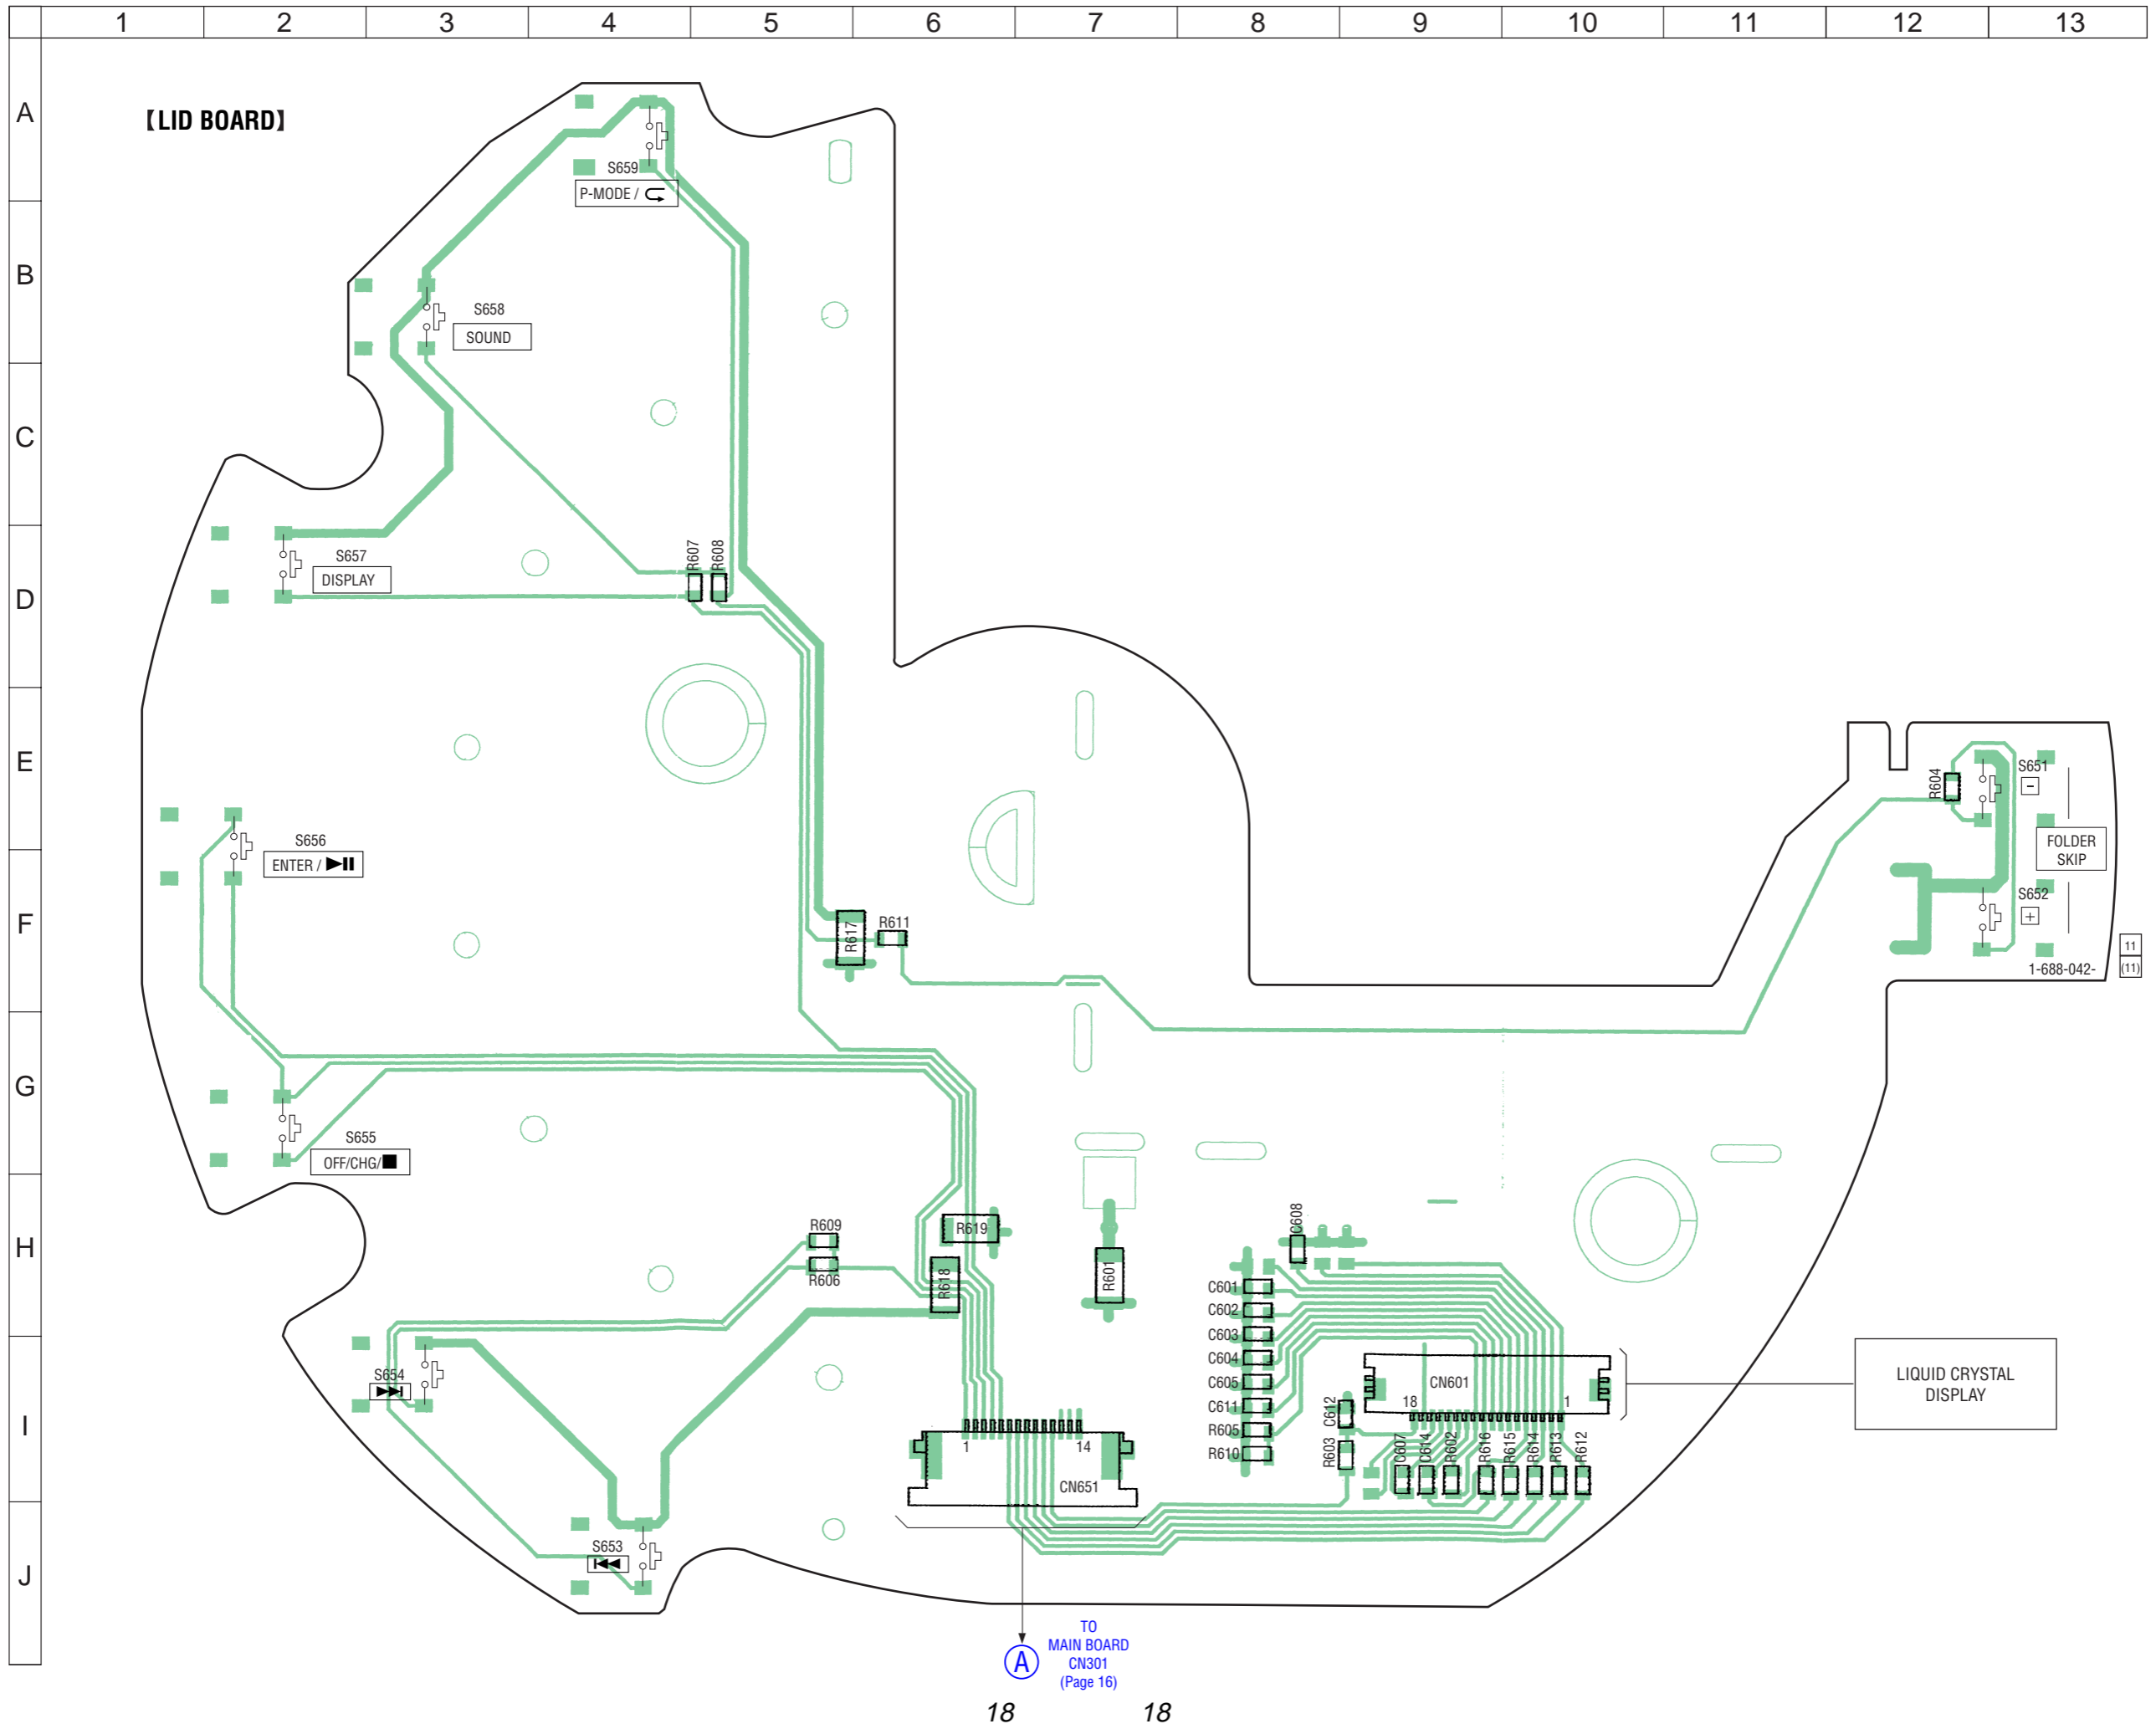 1 2 3 4 5 6 7 8 9 10 11 12 13
A
B
C
D
E
F
G
H
I
J
【LID BOARD】
S659
P-MODE /
S658
SOUND
S657
DISPLAY
R607
R608
S656
ENTER / ▶II
R617
R611
R604
S651
-
FOLDER
SKIP
S652
+
1-688-042-
11
(11)
S655
OFF/CHG/■
R609
R606
R619
R618
R601
C608
C601
C602
C603
C604
C605
C611
R605
R610
C612
R603
CN601
18 1
C607
C614
R602
R616
R615
R614
R613
R612
LIQUID CRYSTAL
DISPLAY
S654
▶▶I
1 14
CN651
S653
I◀◀
A
TO
MAIN BOARD
CN301
(Page 16)
18 18